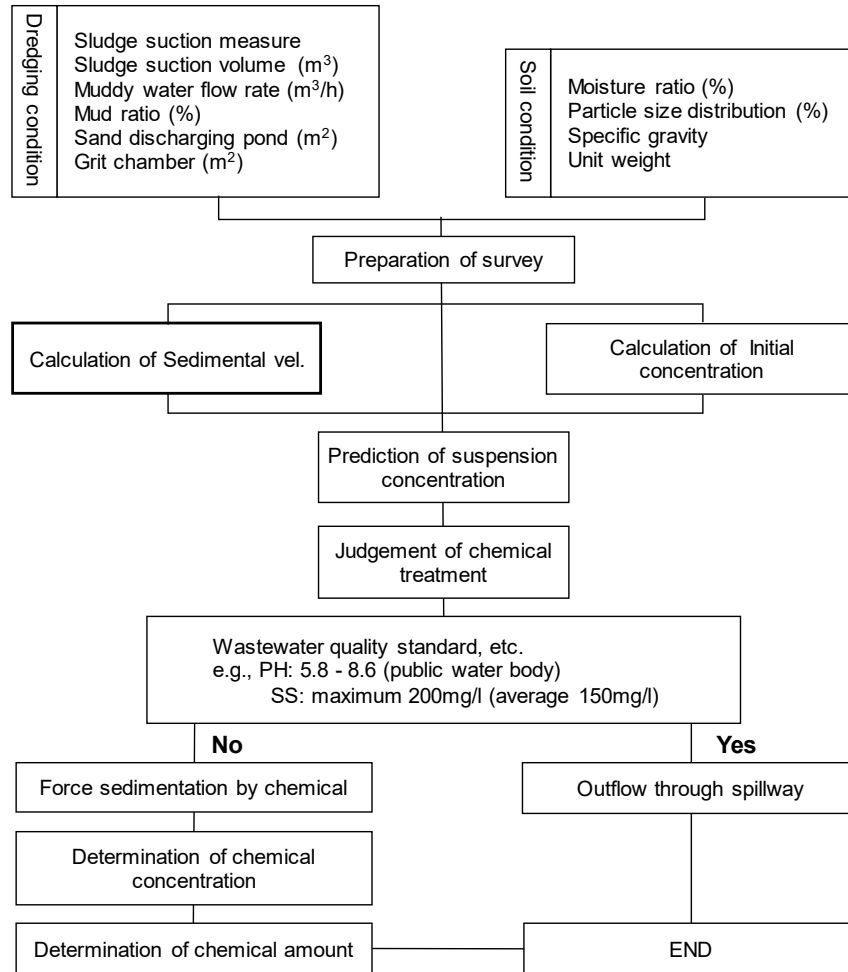 Dredging condition
Sludge suction measure
Sludge suction volume (m³)
Muddy water flow rate (m³/h)
Mud ratio (%)
Sand discharging pond (m²)
Grit chamber (m²)
Soil condition
Moisture ratio (%)
Particle size distribution (%)
Specific gravity
Unit weight
Preparation of survey
Calculation of Sedimental vel.
Calculation of Initial
concentration
Prediction of suspension
concentration
Judgement of chemical
treatment
Wastewater quality standard, etc.
e.g., PH: 5.8 - 8.6 (public water body)
SS: maximum 200mg/l (average 150mg/l)
No
Yes
Force sedimentation by chemical
Outflow through spillway
Determination of chemical
concentration
Determination of chemical amount
END